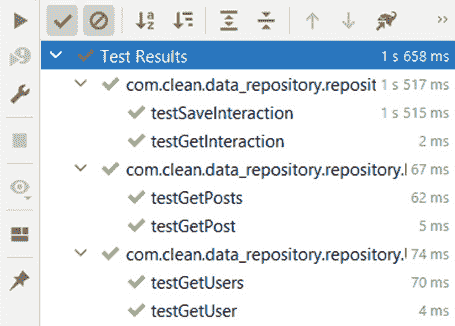 Test Results 1 s 658 ms
com.clean.data_repository.reposit 1 s 517 ms
testSaveInteraction 1 s 515 ms
testGetInteraction 2 ms
com.clean.data_repository.repository. 67 ms
testGetPosts 62 ms
testGetPost 5 ms
com.clean.data_repository.repository. 74 ms
testGetUsers 70 ms
testGetUser 4 ms